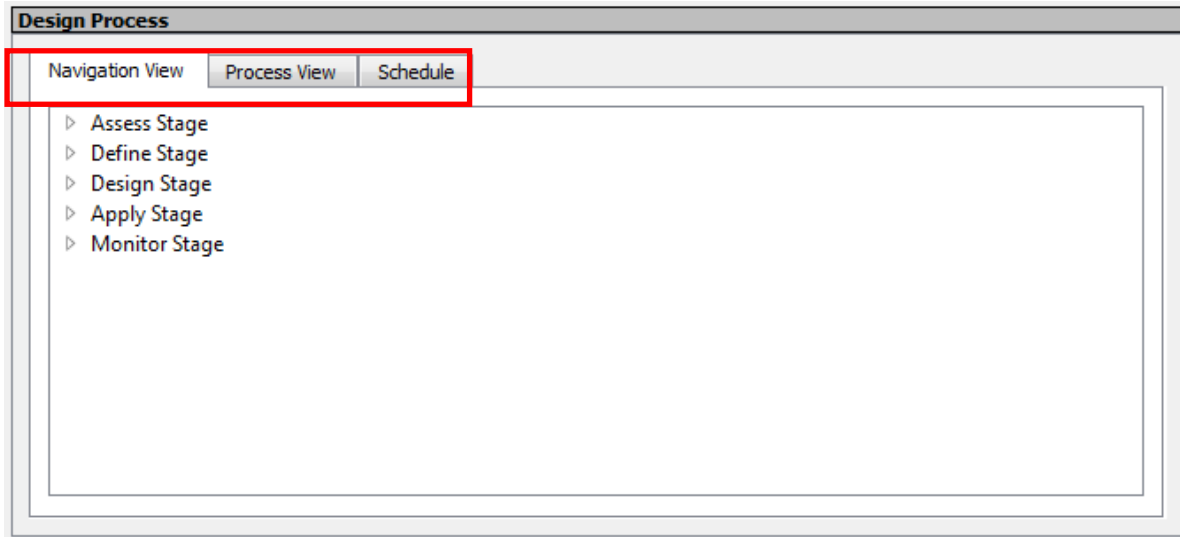 Design Process
Navigation View Process View Schedule
Assess Stage
Define Stage
Design Stage
Apply Stage
Monitor Stage